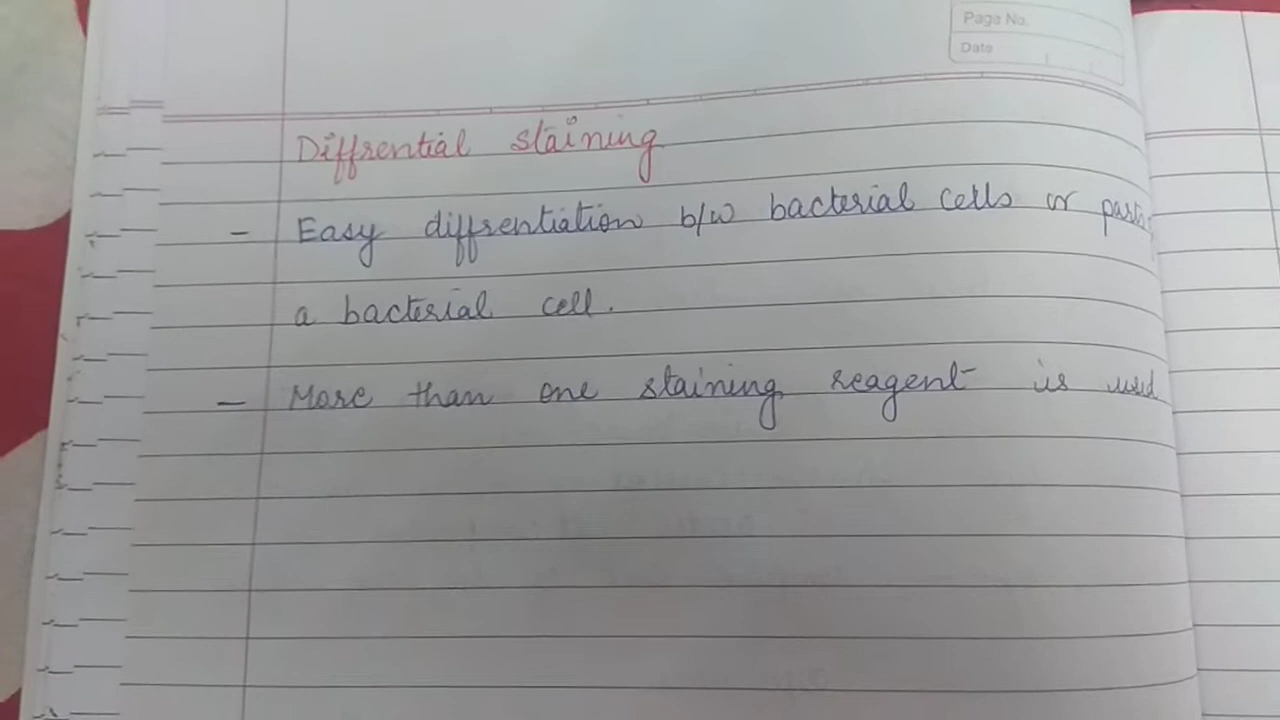 Page No.
Date
Diffrential staining
- Easy diffrentiation b/w bacterial cells or
a bacterial cell.
- More than one staining reagent is used